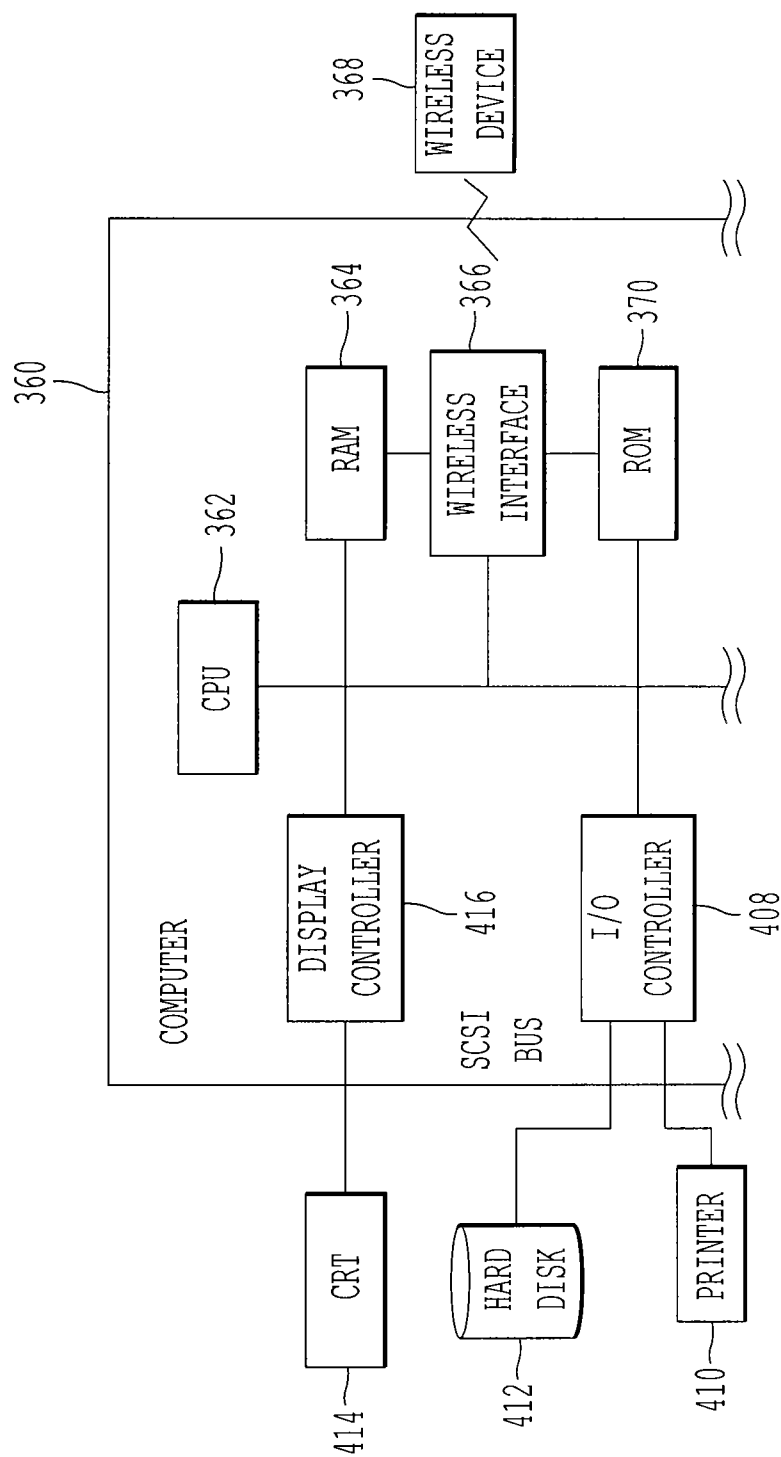 360
COMPUTER
362
CPU
414
CRT
DISPLAY
CONTROLLER
416
RAM
364
368
WIRELESS
DEVICE
WIRELESS
INTERFACE
366
SCSI
BUS
412
HARD
DISK
I/O
CONTROLLER
408
ROM
370
410
PRINTER